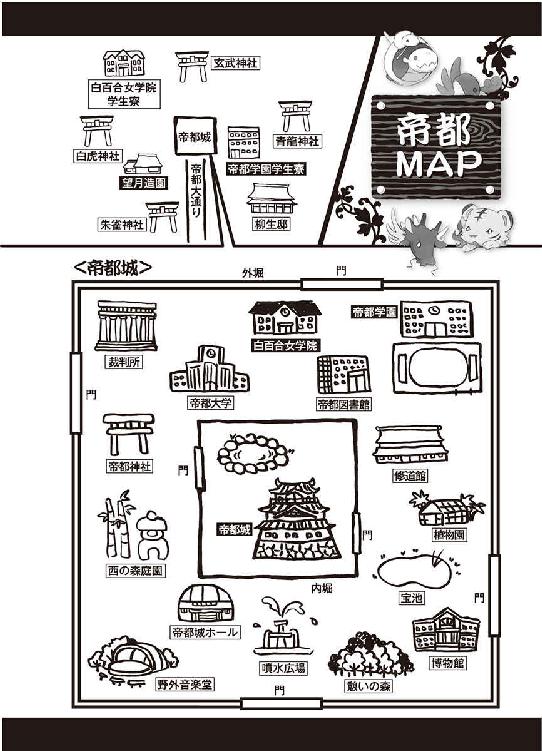 帝都
MAP
白百合女学院
学生寮
玄武神社
白虎神社
帝都城
青龍神社
望月造園
帝都学園学生寮
帝都大通り
朱雀神社
柳生邸
<帝都城>
外堀
門
裁判所
白百合女学院
帝都学園
門
帝都大学
帝都図書館
帝都神社
門
修道館
帝都城
門
植物園
西の森庭園
内堀
宝池
門
帝都城ホール
噴水広場
博物館
野外音楽堂
憩いの森
門